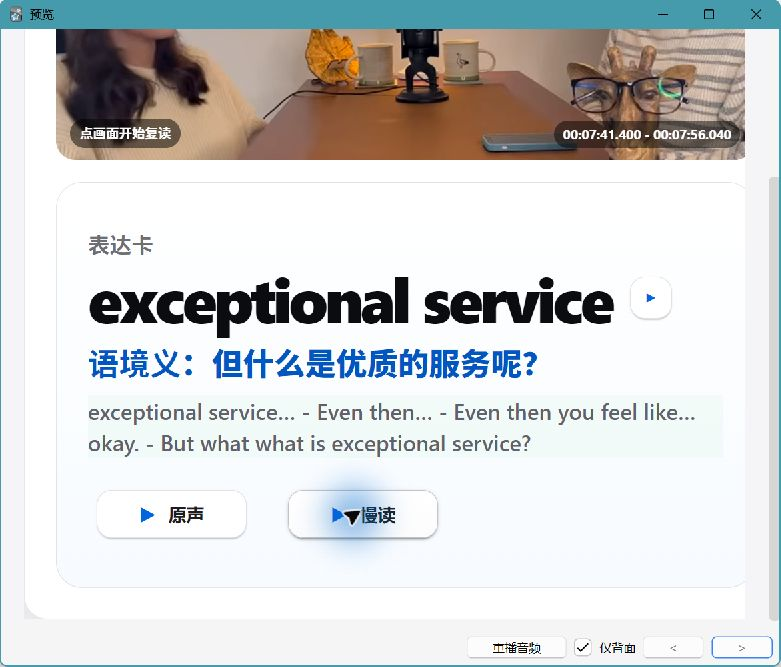 预览
点画面开始复读
00:07:41.400 - 00:07:56.040
表达卡
exceptional service
语境义：但什么是优质的服务呢？
exceptional service... - Even then... - Even then you feel like...
okay. - But what what is exceptional service?
原声
慢读
重播音频
仅背面
<
>